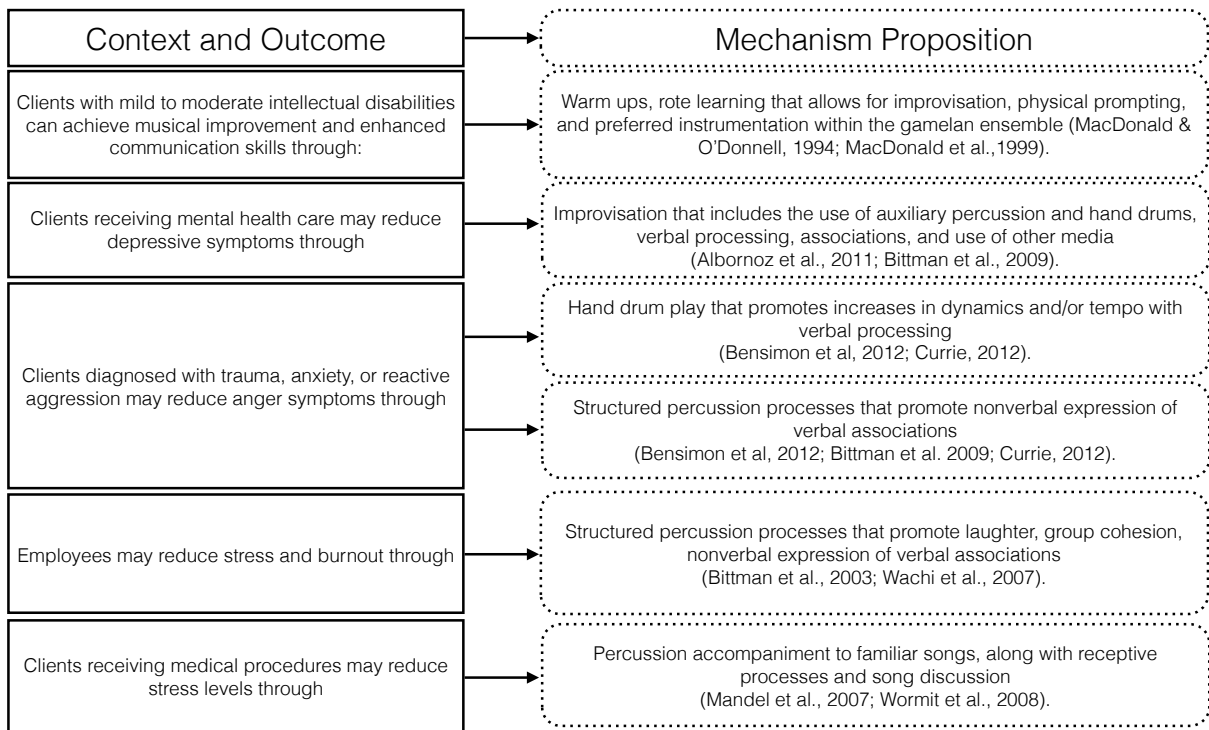 Context and Outcome
Mechanism Proposition
Clients with mild to moderate intellectual disabilities
can achieve musical improvement and enhanced
communication skills through:
Warm ups, rote learning that allows for improvisation, physical prompting,
and preferred instrumentation within the gamelan ensemble (MacDonald &
O’Donnell, 1994; MacDonald et al.,1999).
Clients receiving mental health care may reduce
depressive symptoms through
Improvisation that includes the use of auxiliary percussion and hand drums,
verbal processing, associations, and use of other media
(Albornoz et al., 2011; Bittman et al., 2009).
Clients diagnosed with trauma, anxiety, or reactive
aggression may reduce anger symptoms through
Hand drum play that promotes increases in dynamics and/or tempo with
verbal processing
(Bensimon et al, 2012; Currie, 2012).
Structured percussion processes that promote nonverbal expression of
verbal associations
(Bensimon et al, 2012; Bittman et al. 2009; Currie, 2012).
Employees may reduce stress and burnout through
Structured percussion processes that promote laughter, group cohesion,
nonverbal expression of verbal associations
(Bittman et al., 2003; Wachi et al., 2007).
Clients receiving medical procedures may reduce
stress levels through
Percussion accompaniment to familiar songs, along with receptive
processes and song discussion
(Mandel et al., 2007; Wormit et al., 2008).